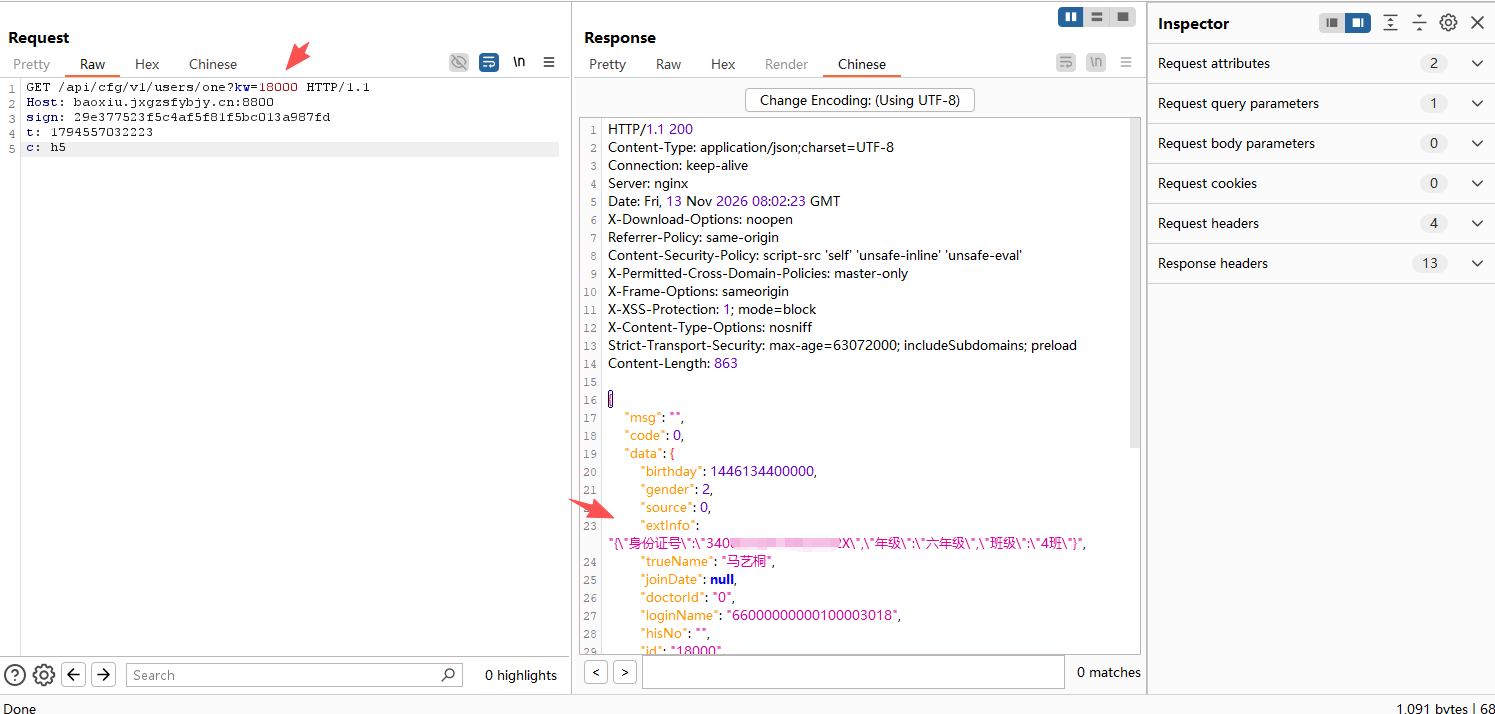 Request
Pretty Raw Hex Chinese \n
1 GET /api/cfg/v1/users/one?kw=18000 HTTP/1.1
2 Host: baoxiu.jxgzsfybjy.cn:8800
3 sign: 29e377523f5c4af5f81f5bc013a987fd
4 t: 1794557032223
5 c: h5
Search 0 highlights
Done
Response
Pretty Raw Hex Render Chinese \n
Change Encoding: (Using UTF-8)
1 HTTP/1.1 200
2 Content-Type: application/json;charset=UTF-8
3 Connection: keep-alive
4 Server: nginx
5 Date: Fri, 13 Nov 2026 08:02:23 GMT
6 X-Download-Options: noopen
7 Referrer-Policy: same-origin
8 Content-Security-Policy: script-src 'self' 'unsafe-inline' 'unsafe-eval'
9 X-Permitted-Cross-Domain-Policies: master-only
10 X-Frame-Options: sameorigin
11 X-XSS-Protection: 1; mode=block
12 X-Content-Type-Options: nosniff
13 Strict-Transport-Security: max-age=63072000; includeSubdomains; preload
14 Content-Length: 863
15
16 {
17 "msg": "",
18 "code": 0,
19 "data": {
20 "birthday": 1446134400000,
21 "gender": 2,
"source": 0,
23 "extInfo":
"{\"身份证号\":\"340 2X\",\"年级\":\"六年级\",\"班级\":\"4班\"}",
24 "trueName": "马艺桐",
25 "joinDate": null,
26 "doctorId": "0",
27 "loginName": "66000000000100003018",
28 "hisNo": "",
29 "id": "18000"
< > 0 matches
1,091 bytes | 68
Inspector
Request attributes 2
Request query parameters 1
Request body parameters 0
Request cookies 0
Request headers 4
Response headers 13